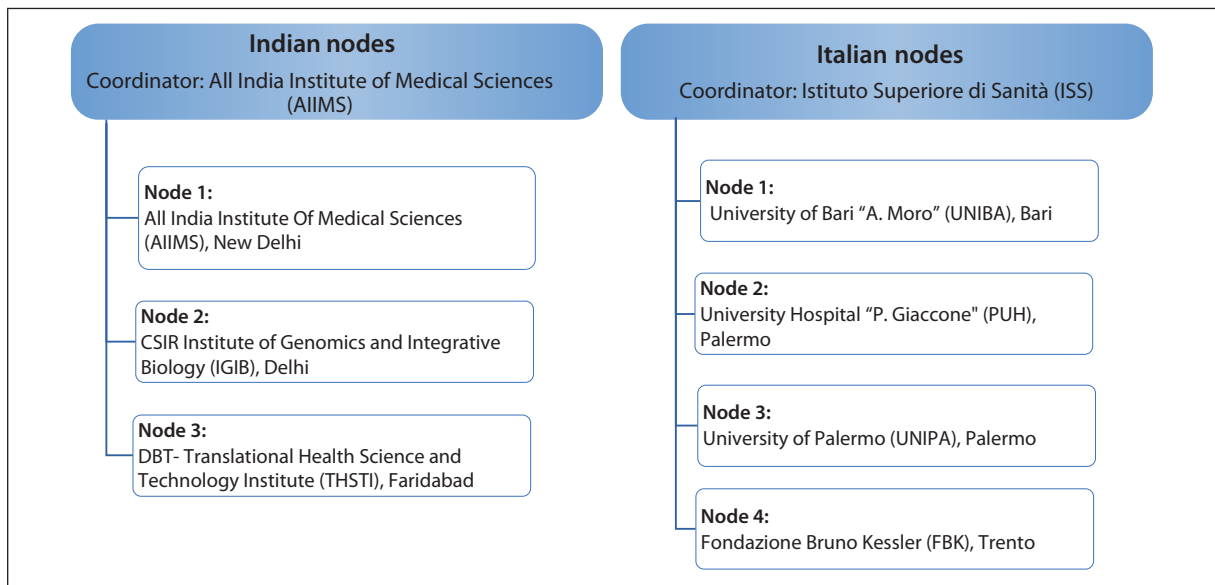 Indian nodes
Coordinator: All India Institute of Medical Sciences
(AIIMS)
Node 1:
All India Institute Of Medical Sciences
(AIIMS), New Delhi
Node 2:
CSIR Institute of Genomics and Integrative
Biology (IGIB), Delhi
Node 3:
DBT- Translational Health Science and
Technology Institute (THSTI), Faridabad
Italian nodes
Coordinator: Istituto Superiore di Sanità (ISS)
Node 1:
University of Bari “A. Moro” (UNIBA), Bari
Node 2:
University Hospital “P. Giaccone" (PUH),
Palermo
Node 3:
University of Palermo (UNIPA), Palermo
Node 4:
Fondazione Bruno Kessler (FBK), Trento